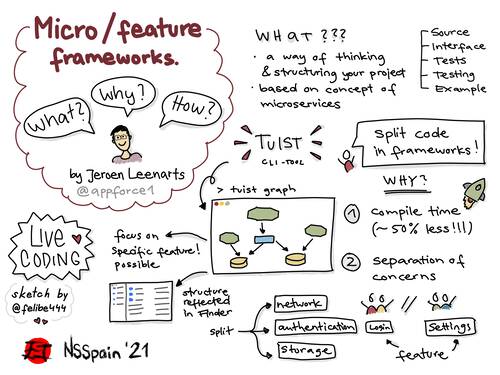 Micro/feature
frameworks.
What?
Why?
How?
by Jeroen Leenarts
@appforce1
WHAT ???
• a way of thinking
& structuring your project
• based on concept of
microservices
Source
Interface
Tests
Testing
Example
TUIST
CLI-TOOL
Split code
in frameworks!
> tuist graph
WHY?
1 compile time
(~50% less!!!)
2 separation of
concerns
LIVE
CODING
focus on
specific feature!
possible
structure
reflected
in Finder
sketch by
@felibe444
split
network
authentication
storage
Login
//
Settings
feature
NSSpain '21